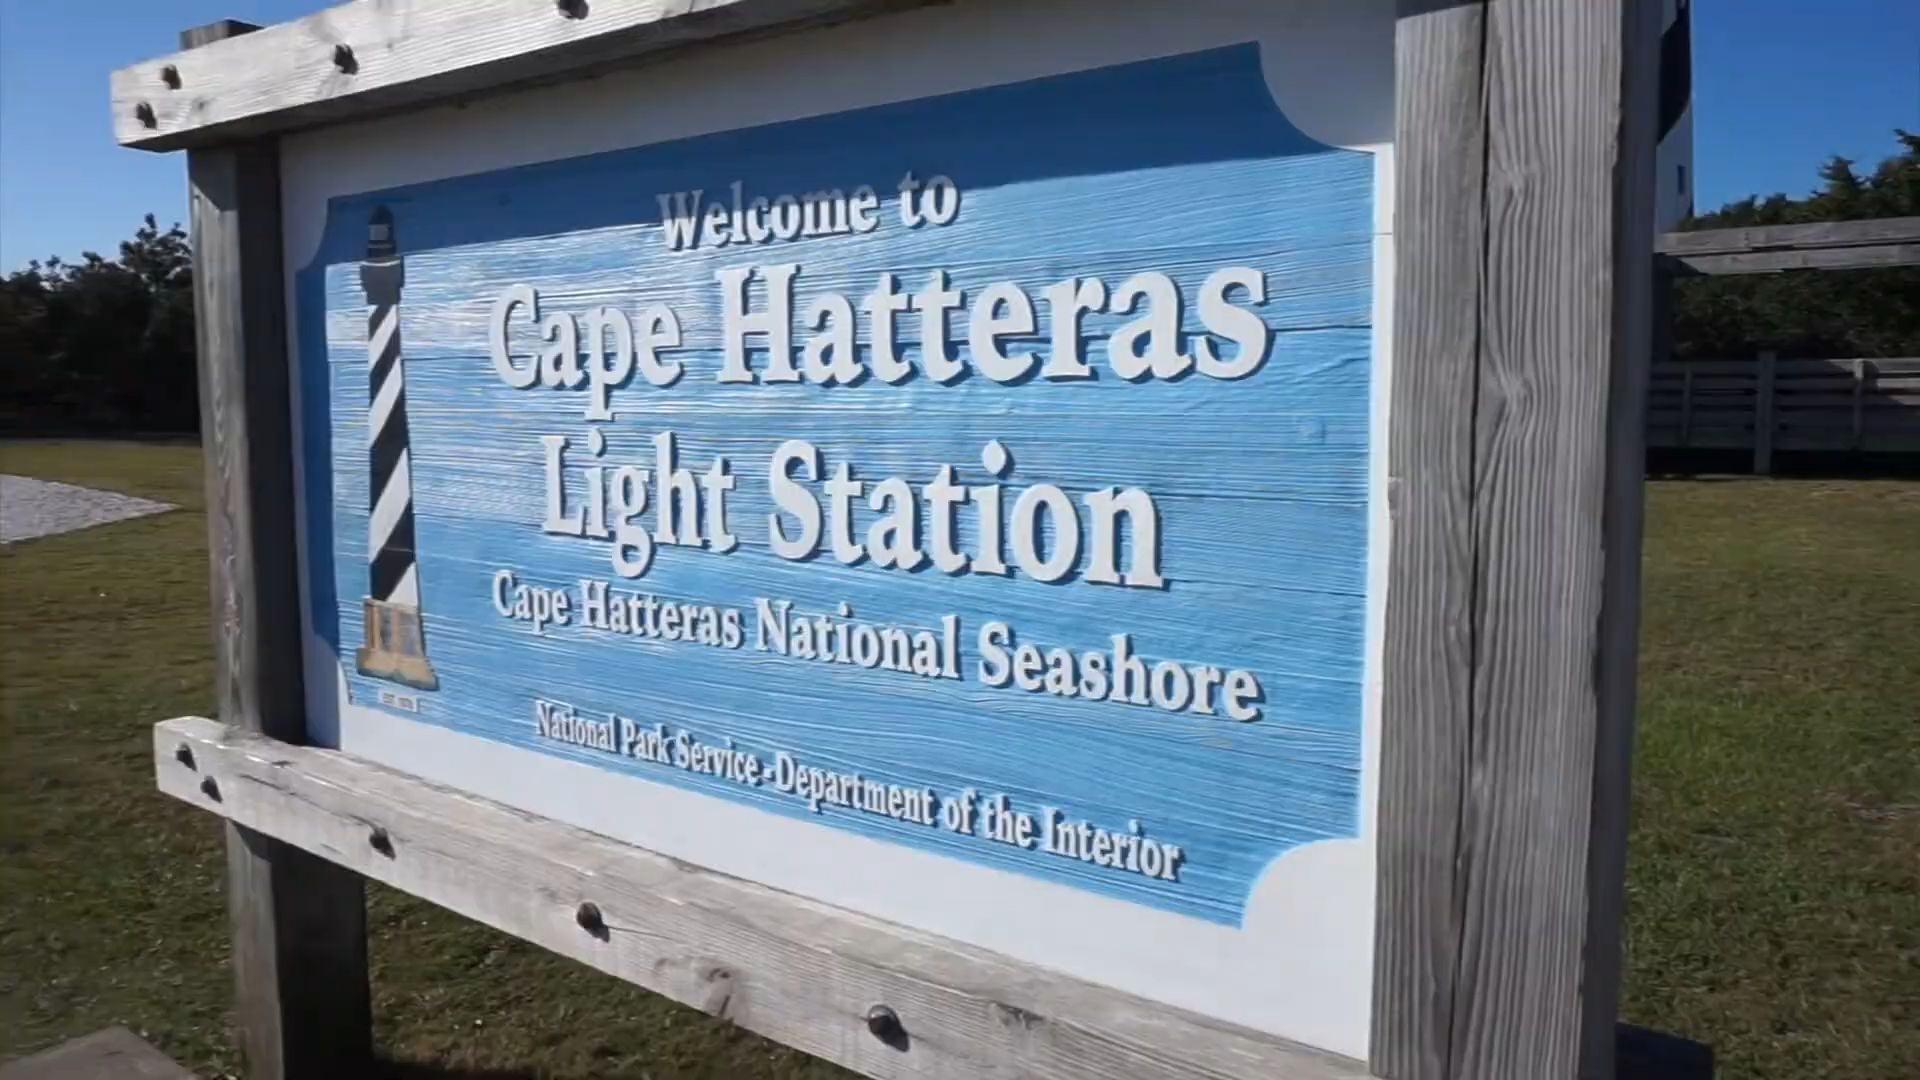 Welcome to
Cape Hatteras
Light Station
Cape Hatteras National Seashore
National Park Service - Department of the Interior